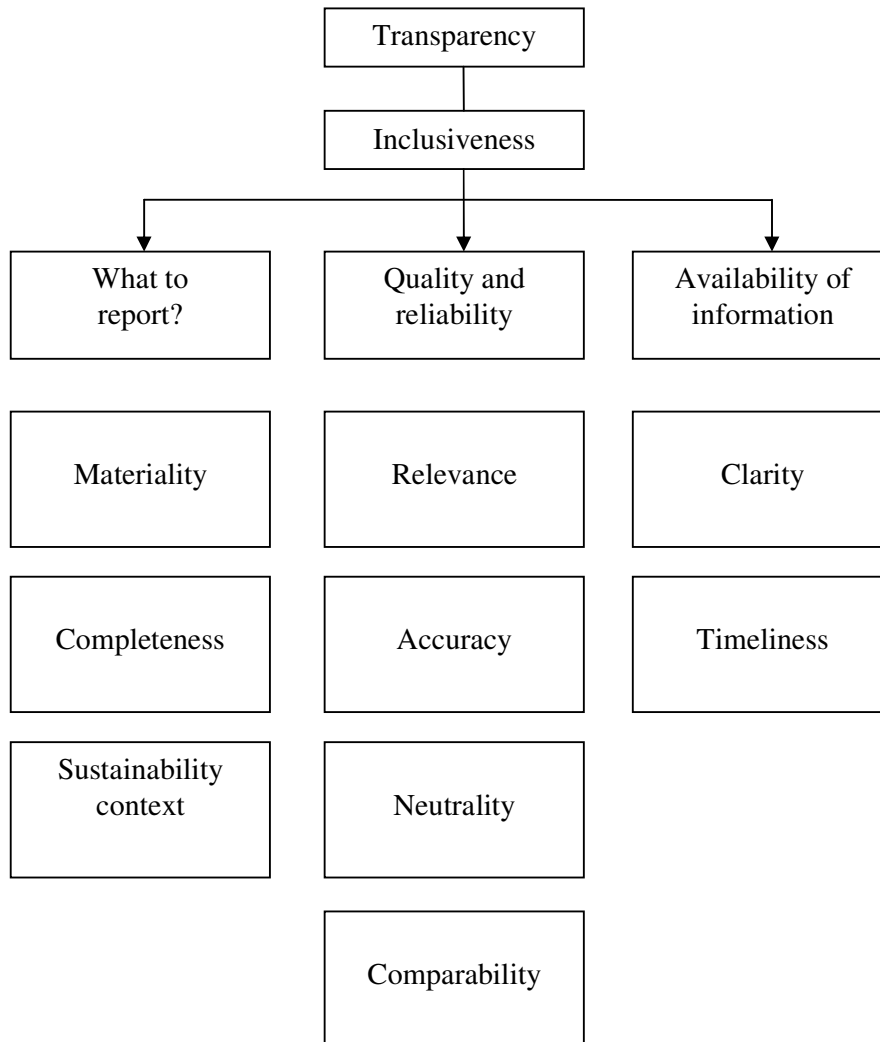 Transparency
Inclusiveness
What to
report?
Quality and
reliability
Availability of
information
Materiality
Relevance
Clarity
Completeness
Accuracy
Timeliness
Sustainability
context
Neutrality
Comparability